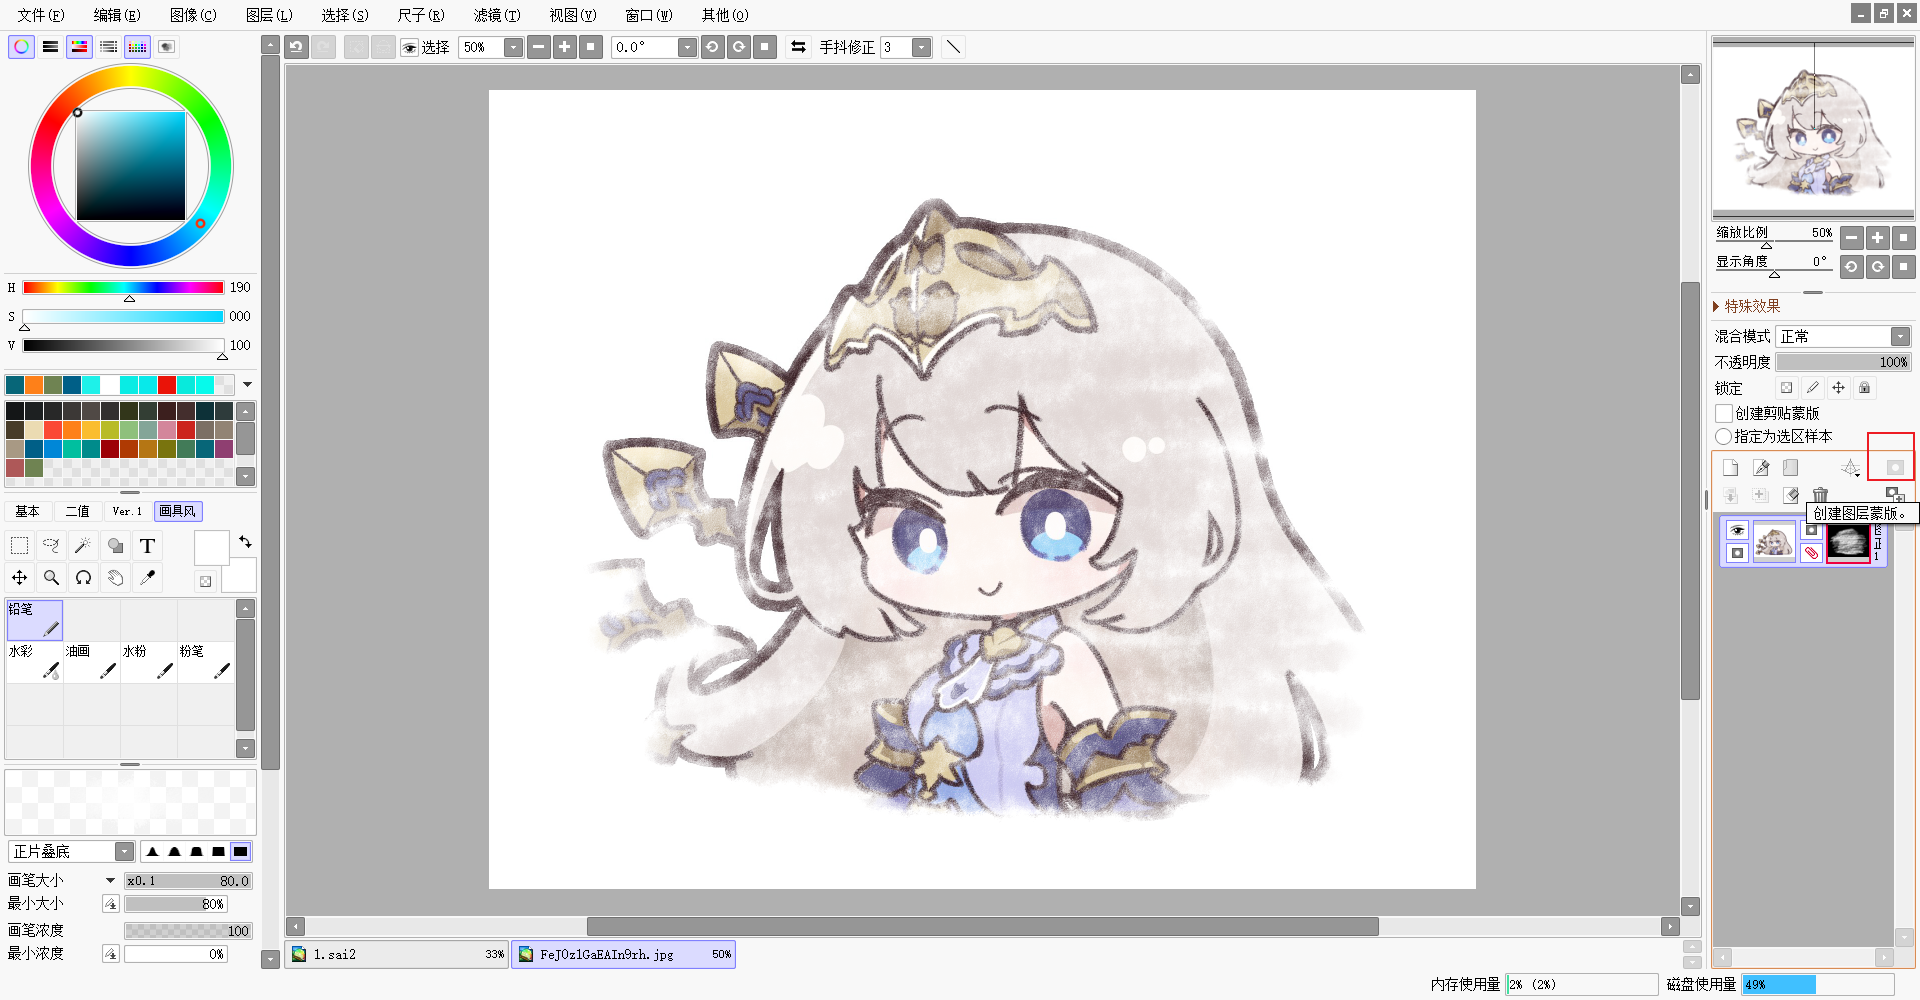 文件(F) 编辑(E) 图像(C) 图层(L) 选择(S) 尺子(R) 滤镜(T) 视图(V) 窗口(W) 其他(O)
选择 50% 0.0° 手抖修正 3
H 190
S 000
V 100
基本 二值 Ver.1 画具风
T
铅笔
水彩 油画 水粉 粉笔
正片叠底
画笔大小 x0.1 80.0
最小大小 80%
画笔浓度 100
最小浓度 0%
1.sai2 33% FeJOz1GaEAIn9rh.jpg 50%
缩放比例 50%
显示角度 0°
特殊效果
混合模式 正常
不透明度 100%
锁定
创建剪贴蒙版
指定为选区样本
创建图层蒙版。
1
内存使用量 2% (2%) 磁盘使用量 49%